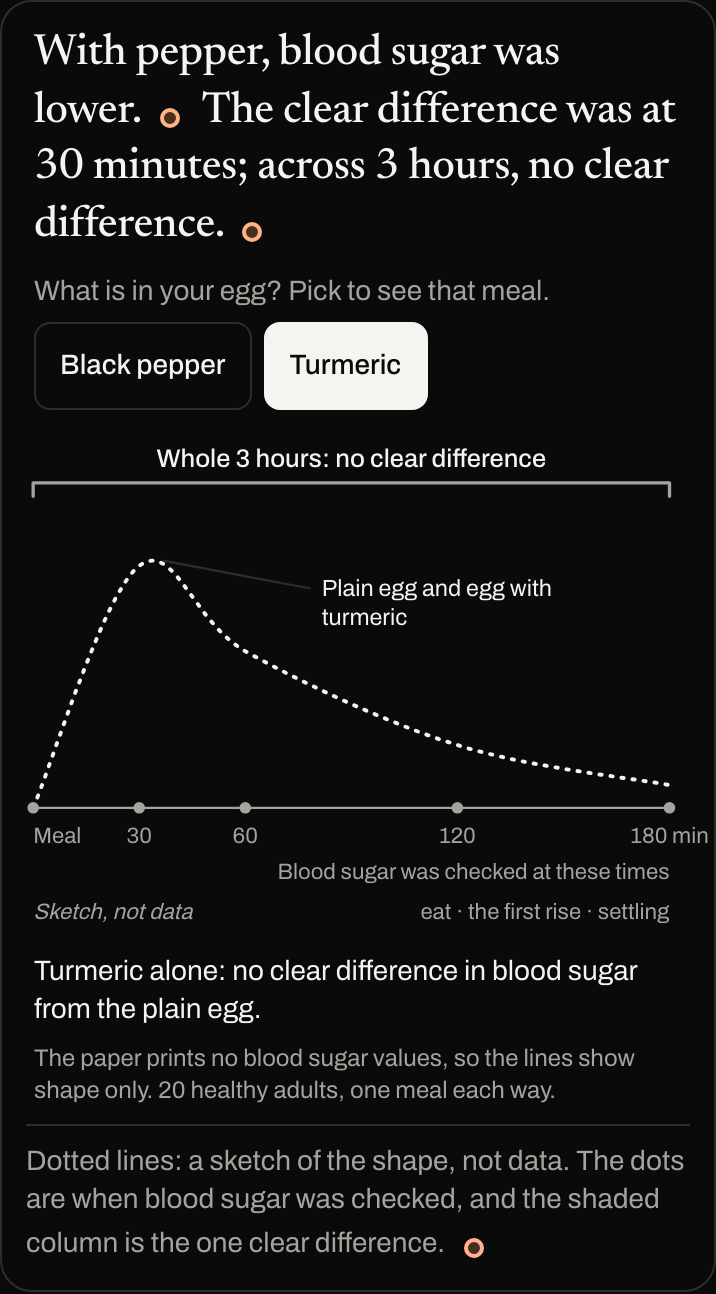 With pepper, blood sugar was
lower. The clear difference was at
30 minutes; across 3 hours, no clear
difference.
What is in your egg? Pick to see that meal.
Black pepper
Turmeric
Whole 3 hours: no clear difference
Plain egg and egg with
turmeric
Meal 30 60 120 180 min
Blood sugar was checked at these times
Sketch, not data
eat · the first rise · settling
Turmeric alone: no clear difference in blood sugar
from the plain egg.
The paper prints no blood sugar values, so the lines show
shape only. 20 healthy adults, one meal each way.
Dotted lines: a sketch of the shape, not data. The dots
are when blood sugar was checked, and the shaded
column is the one clear difference.